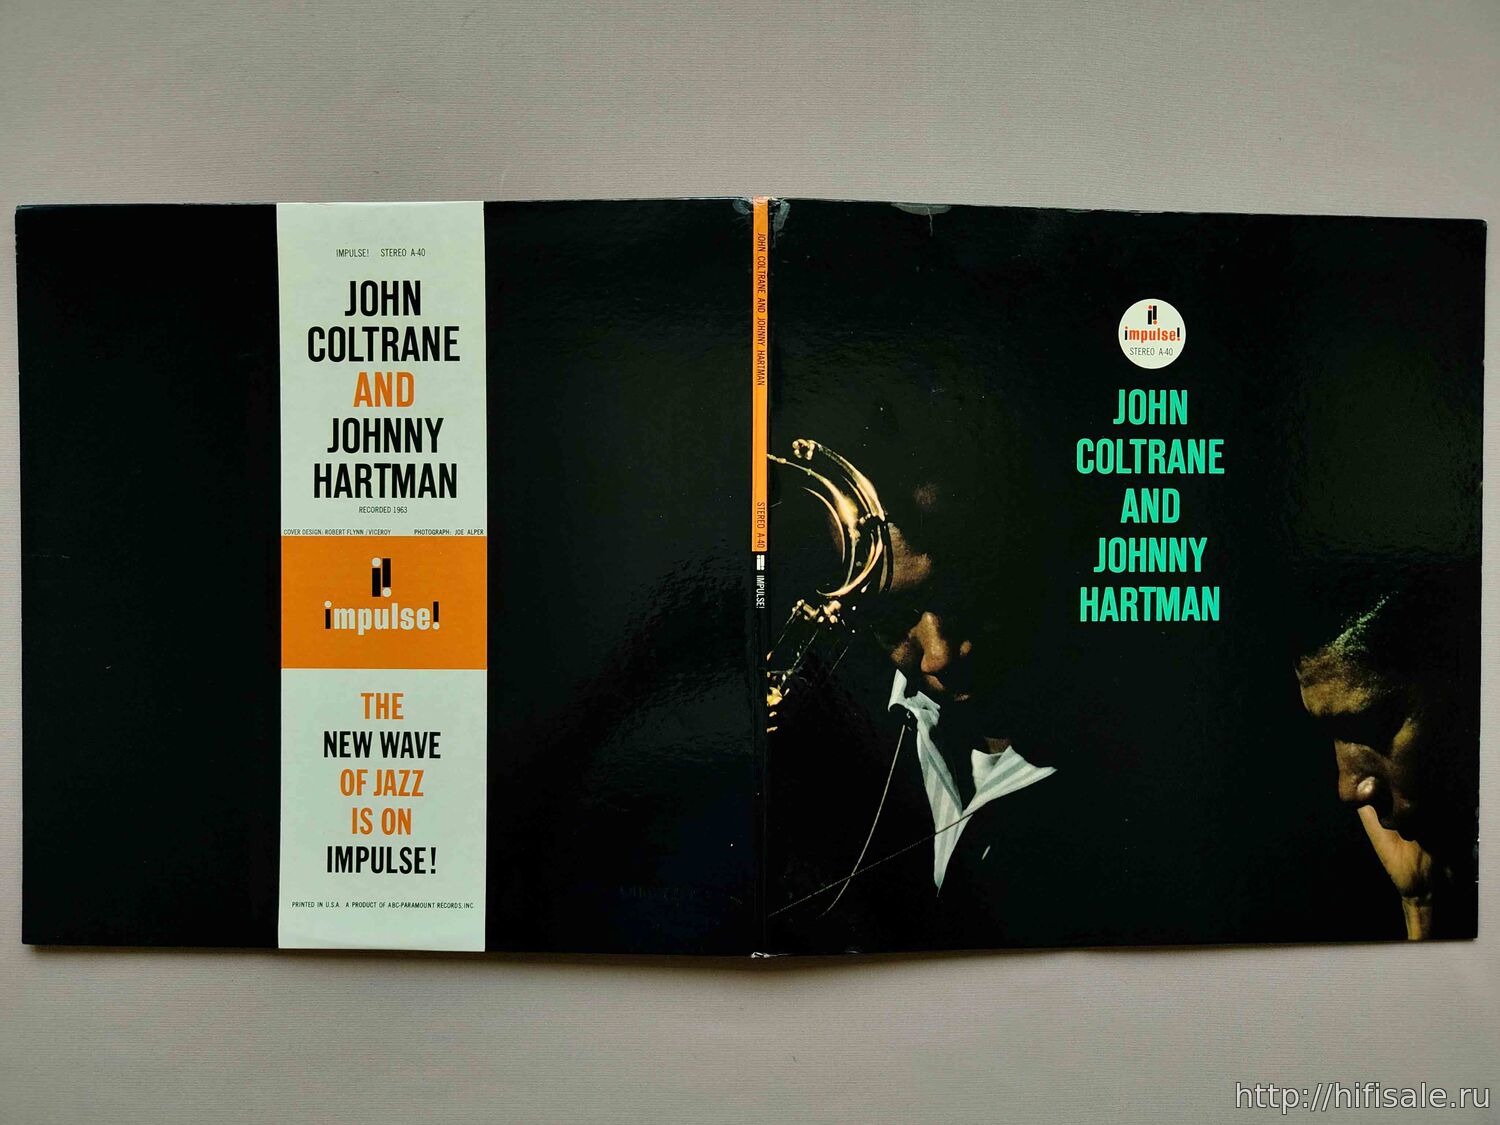 IMPULSE! STEREO A-40
JOHN
COLTRANE
AND
JOHNNY
HARTMAN
RECORDED 1963
COVER DESIGN: ROBERT FLYNN / VICEROY PHOTOGRAPH: JOE ALPER
impulse!
THE
NEW WAVE
OF JAZZ
IS ON
IMPULSE!
PRINTED IN U.S.A. A PRODUCT OF ABC-PARAMOUNT RECORDS, INC.
JOHN COLTRANE AND JOHNNY HARTMAN STEREO A-40 IMPULSE!
impulse!
STEREO A-40
JOHN
COLTRANE
AND
JOHNNY
HARTMAN
http://hifisale.ru